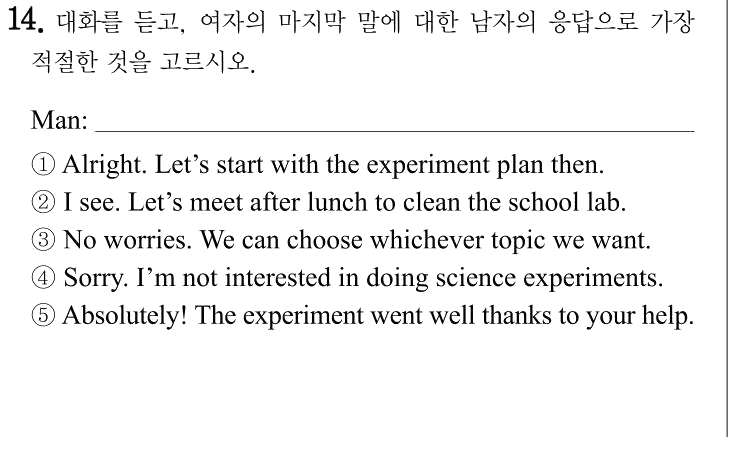 14. 대화를 듣고, 여자의 마지막 말에 대한 남자의 응답으로 가장
적절한 것을 고르시오.
Man:
① Alright. Let’s start with the experiment plan then.
② I see. Let’s meet after lunch to clean the school lab.
③ No worries. We can choose whichever topic we want.
④ Sorry. I’m not interested in doing science experiments.
⑤ Absolutely! The experiment went well thanks to your help.